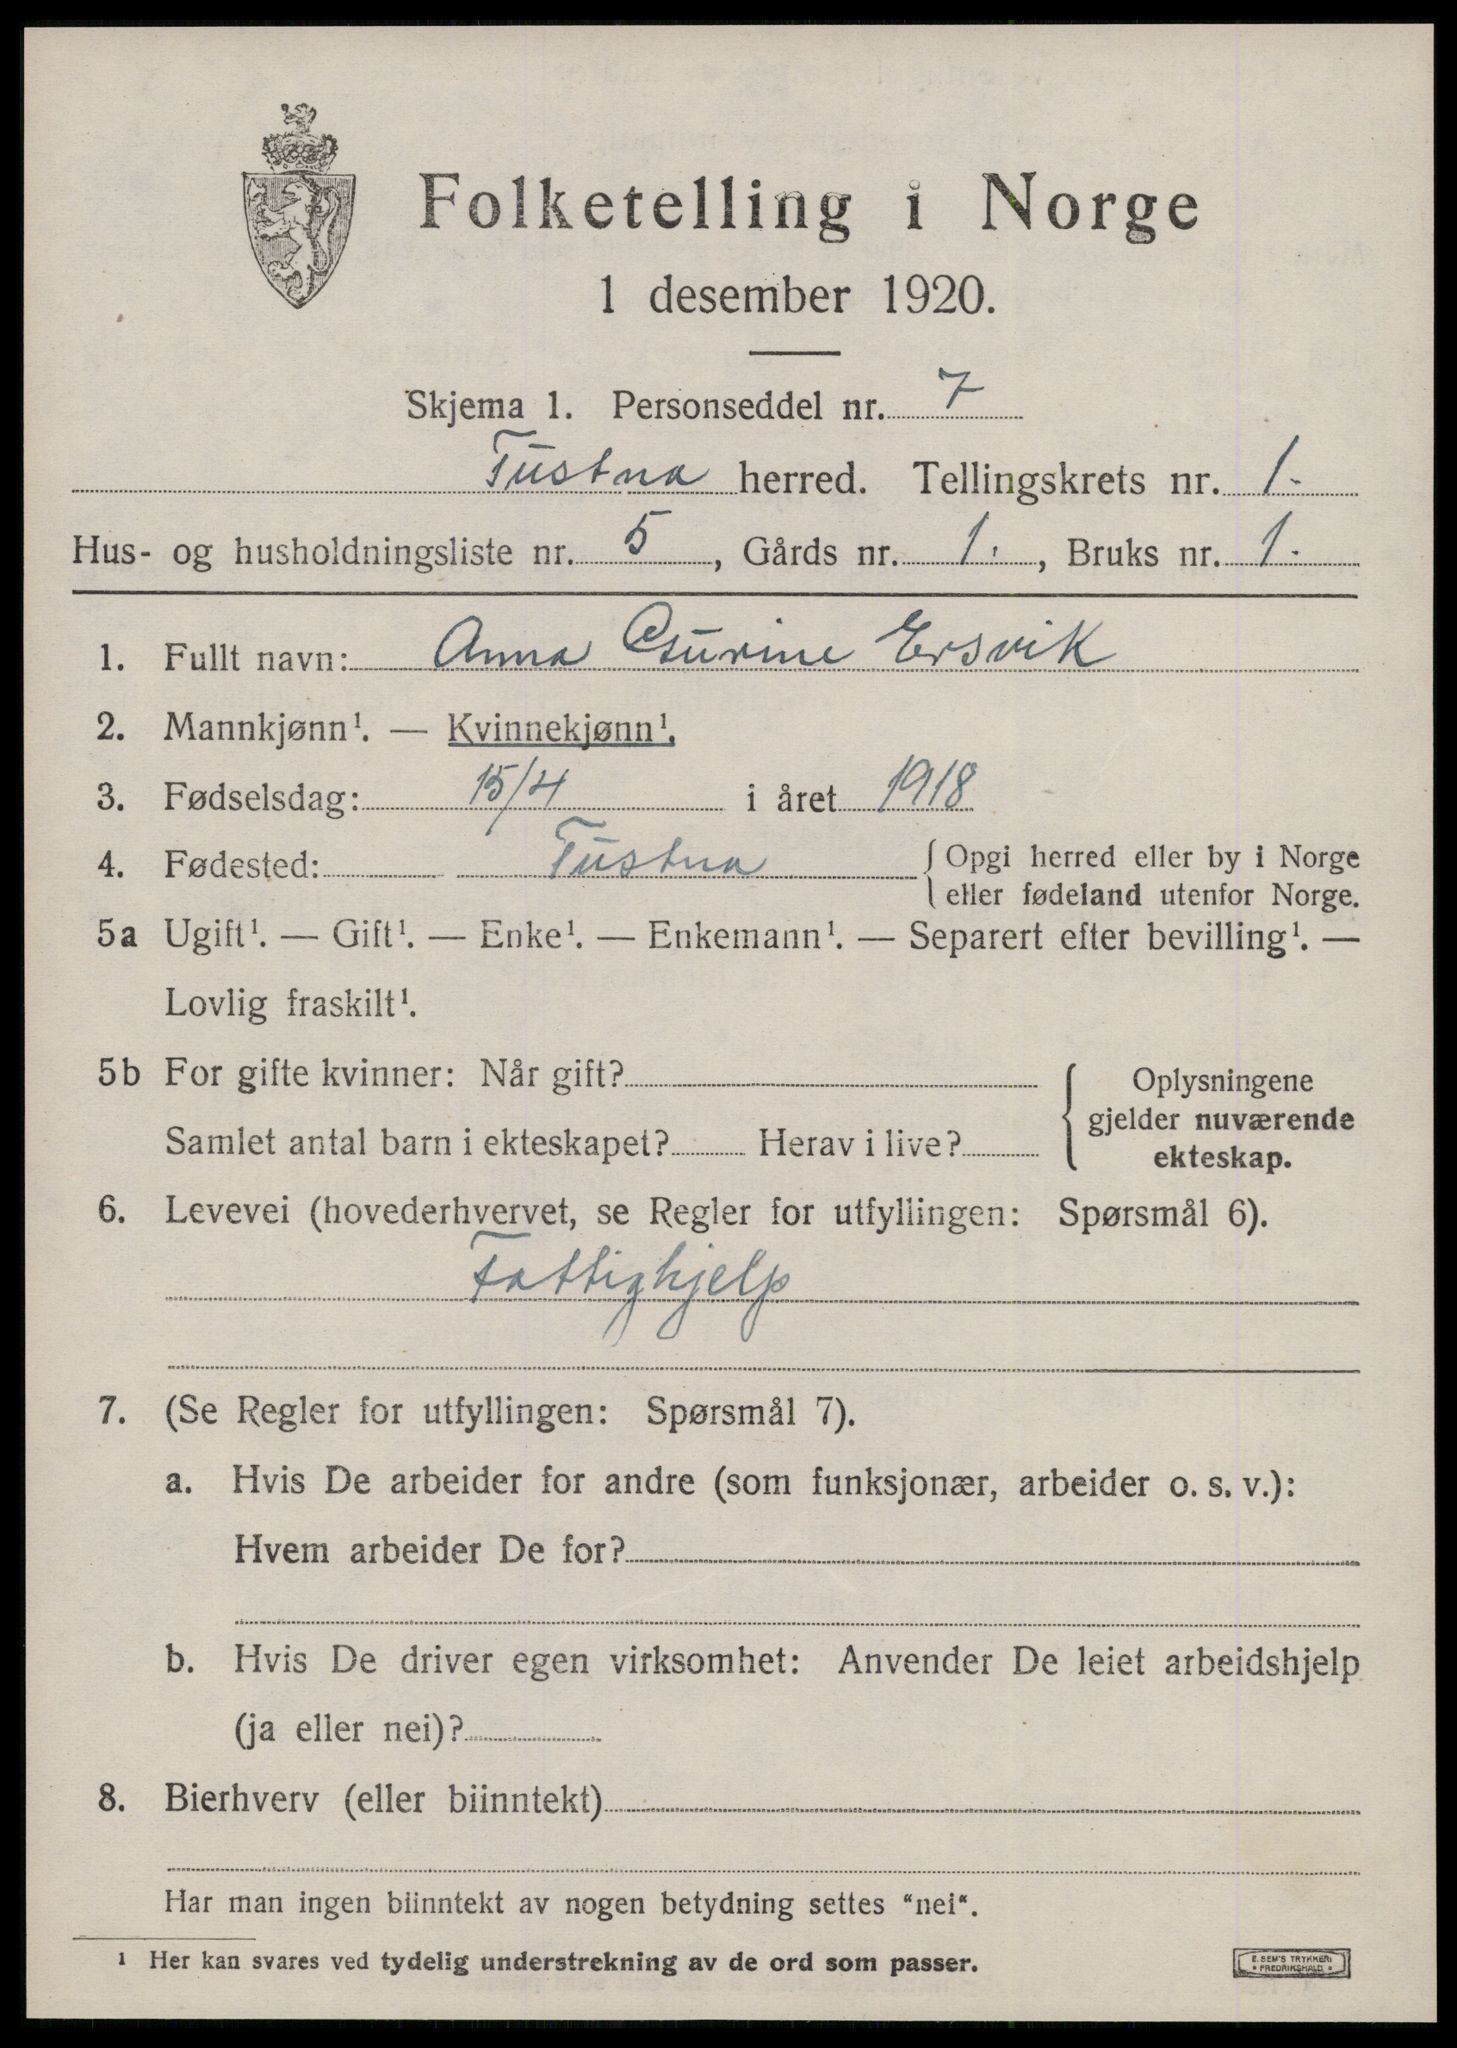 Folketelling i Norge
1 desember 1920.
Skjema 1. Personseddel nr. 7
Tustna herred. Tellingskrets nr. 1.
Hus- og husholdningsliste nr. 5, Gårds nr. 1., Bruks nr. 1.
1. Fullt navn: Anna Gurine Ersvik
2. Mannkjønn¹. — Kvinnekjønn¹.
3. Fødselsdag: 15/4 i året 1918
4. Fødested: Tustna { Opgi herred eller by i Norge
eller fødeland utenfor Norge.
5a Ugift¹. — Gift¹. — Enke¹. — Enkemann¹. — Separert efter bevilling¹. —
Lovlig fraskilt¹.
5b For gifte kvinner: Når gift? { Oplysningene
gjelder nuværende
Samlet antal barn i ekteskapet? Herav i live? ekteskap.
6. Levevei (hovederhvervet, se Regler for utfyllingen: Spørsmål 6).
Fattighjelp
7. (Se Regler for utfyllingen: Spørsmål 7).
a. Hvis De arbeider for andre (som funksjonær, arbeider o. s. v.):
Hvem arbeider De for?
b. Hvis De driver egen virksomhet: Anvender De leiet arbeidshjelp
(ja eller nei)?
8. Bierhverv (eller biinntekt)
Har man ingen biinntekt av nogen betydning settes "nei".
¹ Her kan svares ved tydelig understrekning av de ord som passer.
E. SEM'S TRYKKERI
• FREDRIKSHALD •